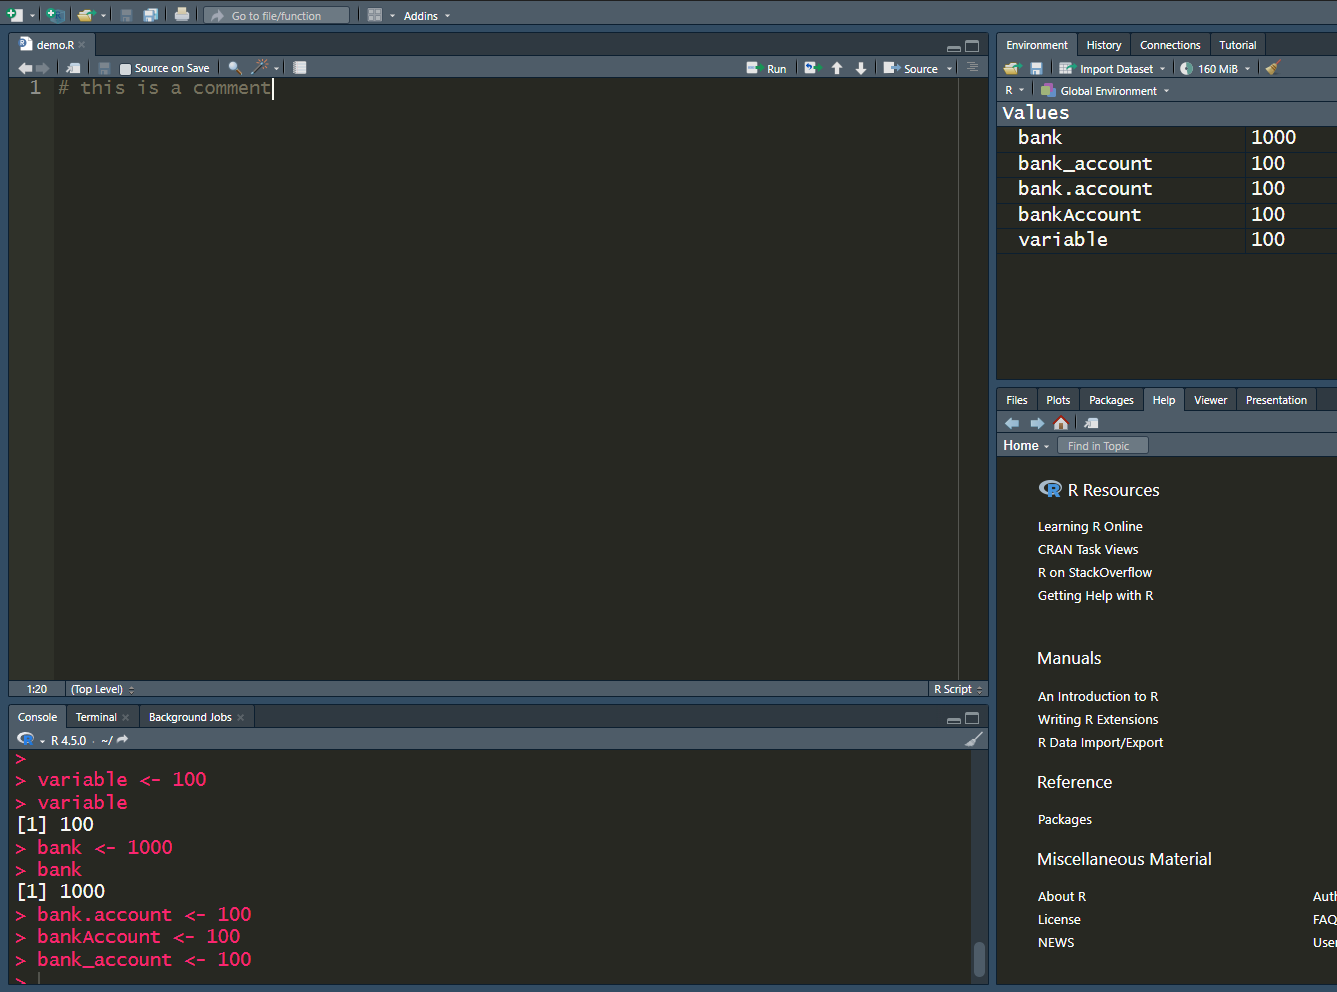 Go to file/function Addins
demo.R
Source on Save Run Source
1 # this is a comment
1:20 (Top Level) R Script
Console Terminal Background Jobs
R 4.5.0 · ~/
>
> variable <- 100
> variable
[1] 100
> bank <- 1000
> bank
[1] 1000
> bank.account <- 100
> bankAccount <- 100
> bank_account <- 100
>
Environment History Connections Tutorial
Import Dataset 160 MiB
R Global Environment
Values
bank 1000
bank_account 100
bank.account 100
bankAccount 100
variable 100
Files Plots Packages Help Viewer Presentation
Home Find in Topic
R Resources
Learning R Online
CRAN Task Views
R on StackOverflow
Getting Help with R
Manuals
An Introduction to R
Writing R Extensions
R Data Import/Export
Reference
Packages
Miscellaneous Material
About R Auth
License FAQ
NEWS User